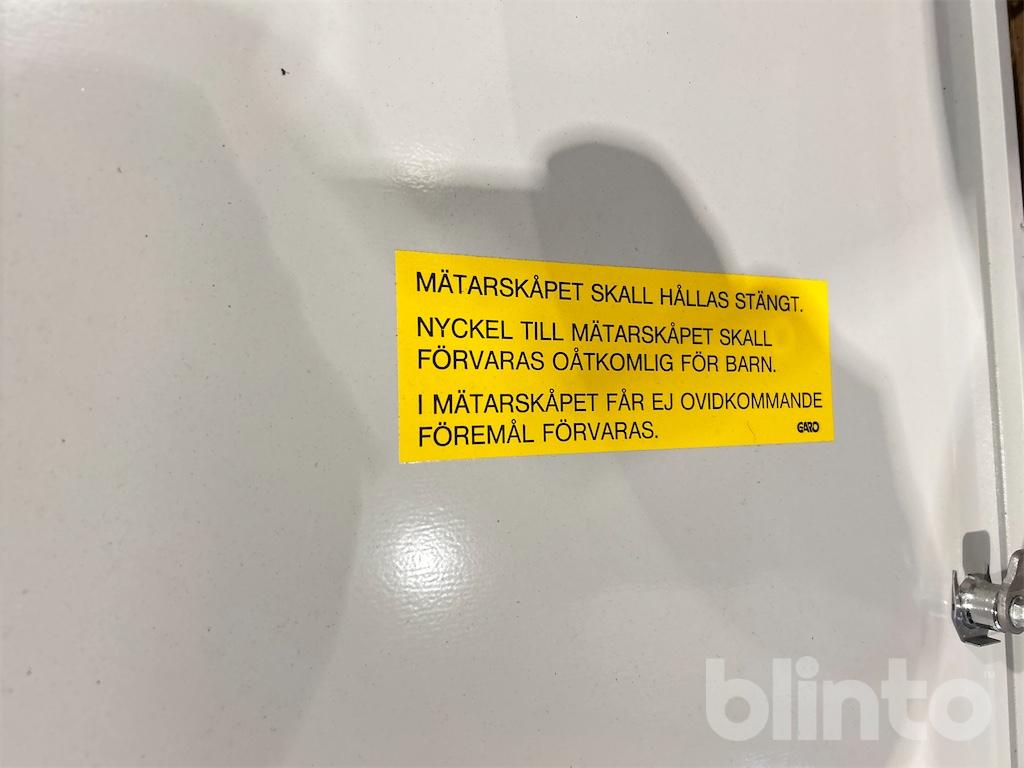 MÄTARSKÅPET SKALL HÅLLAS STÄNGT.
NYCKEL TILL MÄTARSKÅPET SKALL
FÖRVARAS OÅTKOMLIG FÖR BARN.
I MÄTARSKÅPET FÅR EJ OVIDKOMMANDE
FÖREMÅL FÖRVARAS.
GARO
blinto